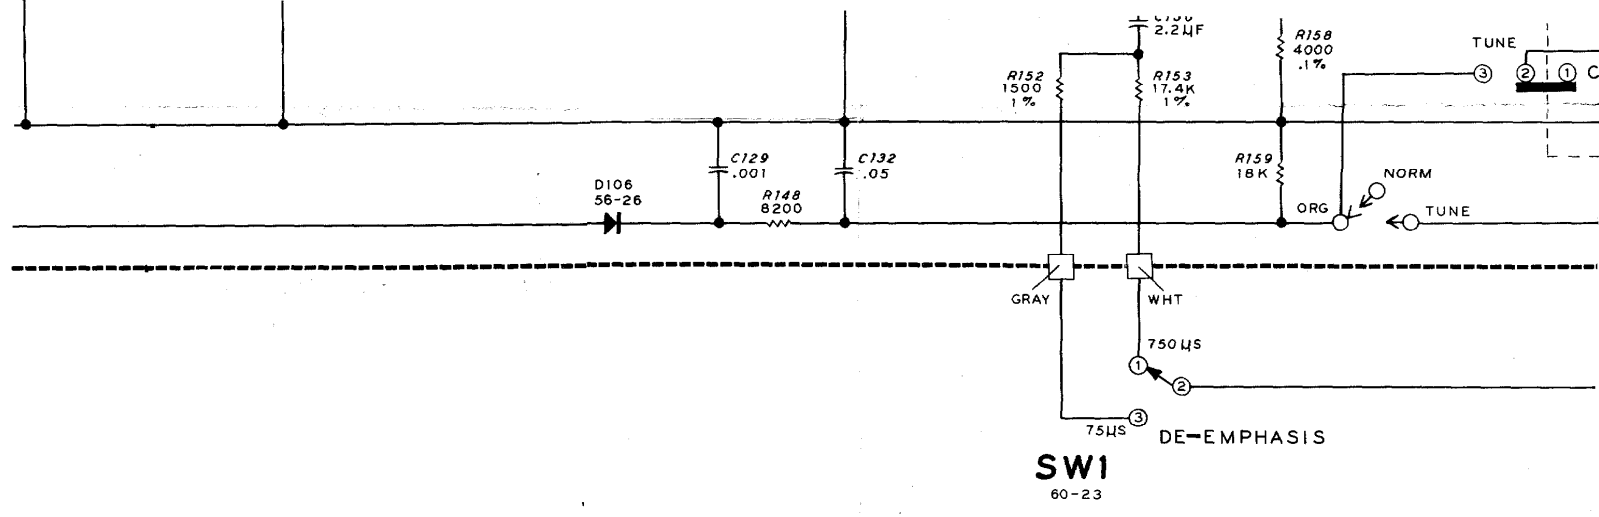 2.2µF
R158
4000
.1%
TUNE
3
2
1
C
R152
1500
1%
R153
17.4K
1%
C129
.001
C132
.05
R159
18K
D106
56-26
R148
8200
NORM
ORG
TUNE
GRAY
WHT
750µS
1
2
3
75µS
DE-EMPHASIS
SW1
60-23